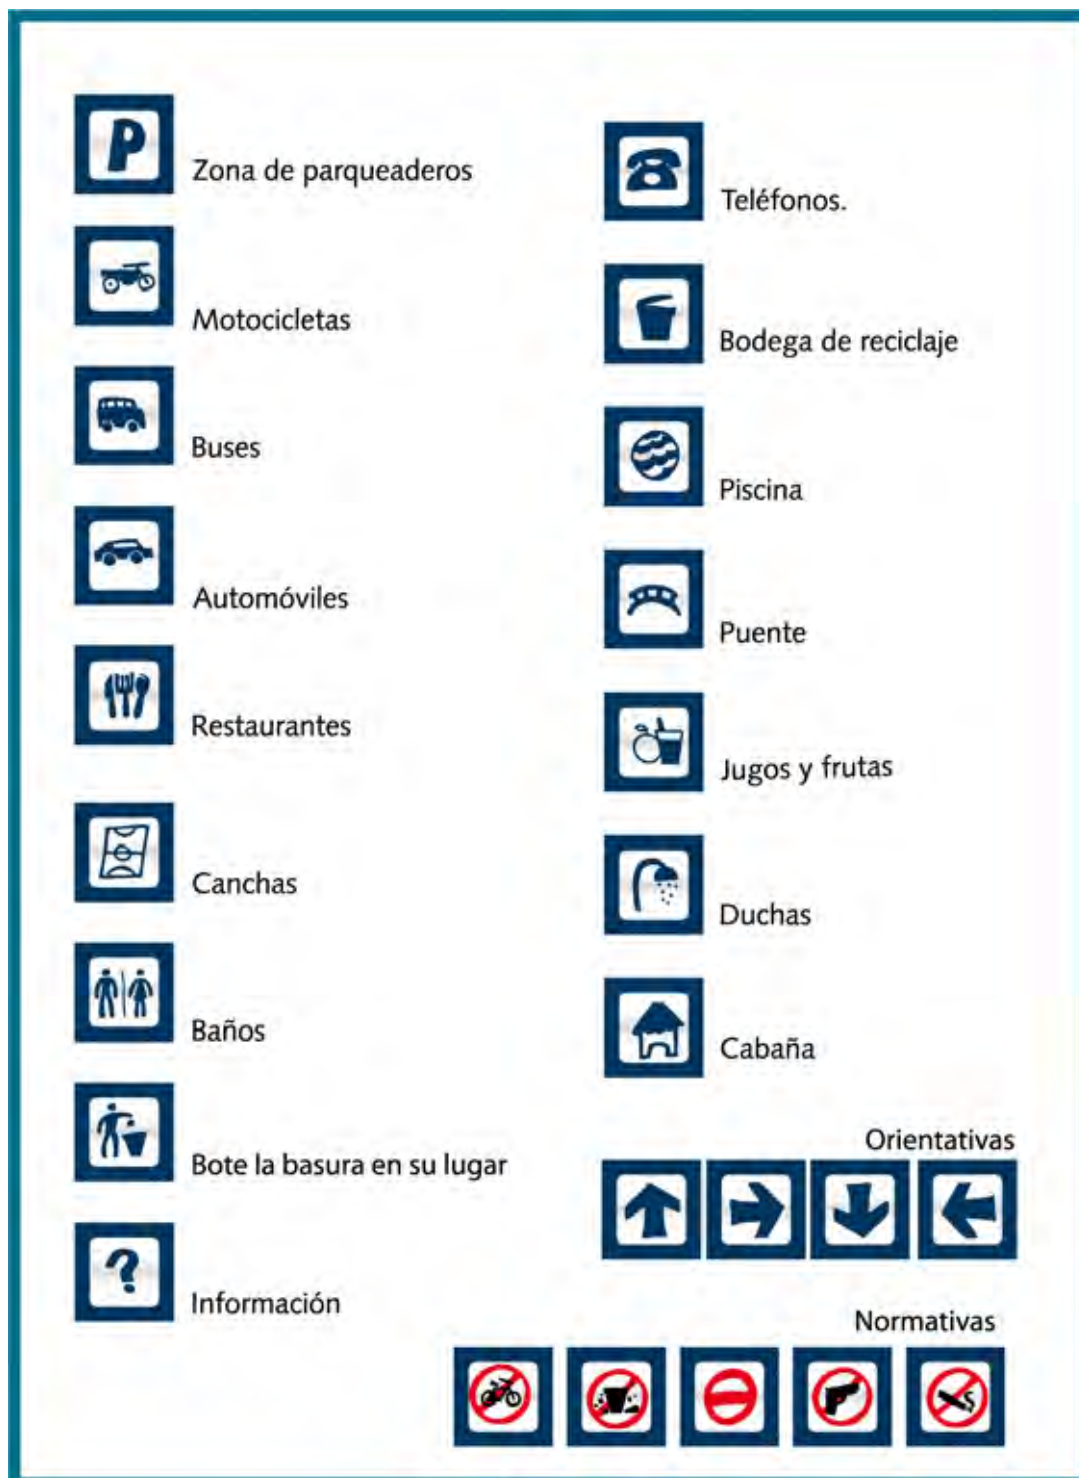 P
Zona de parqueaderos
Motocicletas
Buses
Automóviles
Restaurantes
Canchas
Baños
Bote la basura en su lugar
?
Información
Teléfonos.
Bodega de reciclaje
Piscina
Puente
Jugos y frutas
Duchas
Cabaña
Orientativas
Normativas